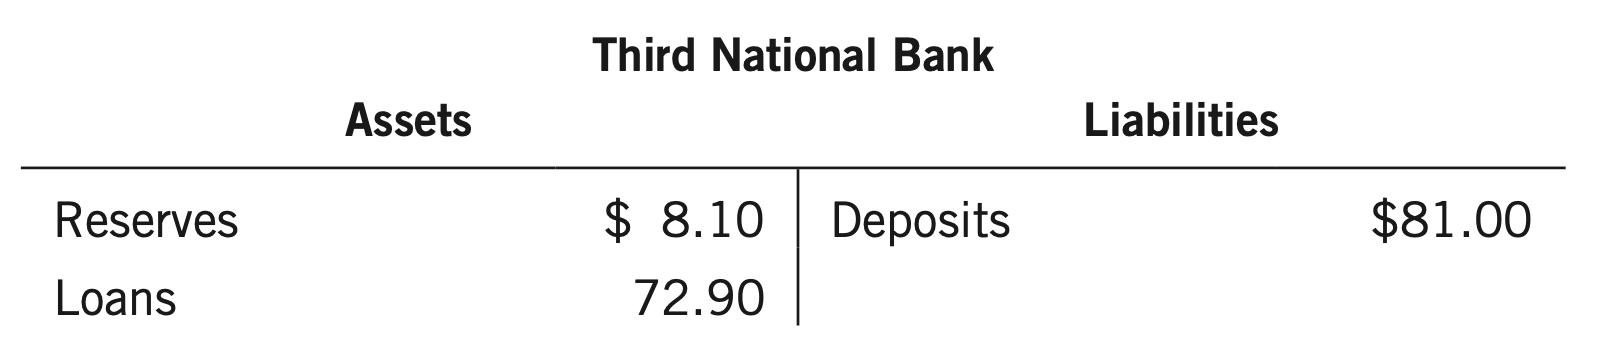 Third National Bank
Assets Liabilities
Reserves $ 8.10 Deposits $81.00
Loans 72.90